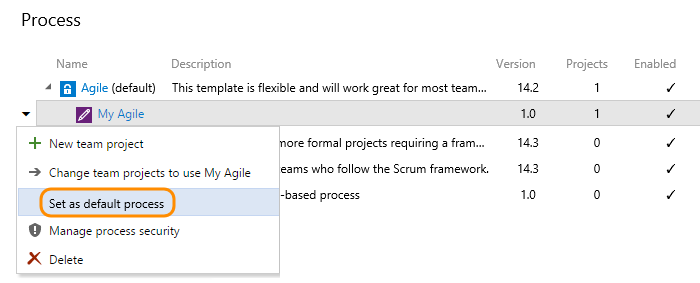 Process
Name Description Version Projects Enabled
Agile (default) This template is flexible and will work great for most team... 14.2 1
My Agile 1.0 1
New team project more formal projects requiring a fram... 14.3 0
Change team projects to use My Agile teams who follow the Scrum framework. 14.3 0
Set as default process -based process 1.0 0
Manage process security
Delete